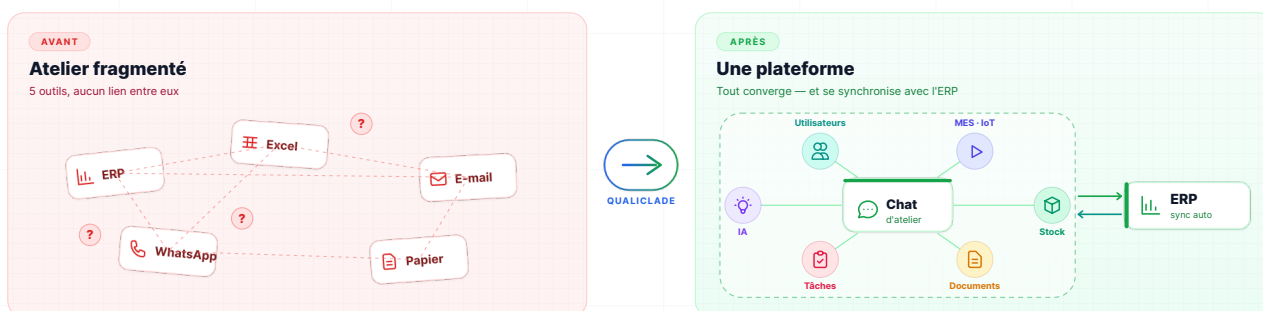 AVANT
Atelier fragmenté
5 outils, aucun lien entre eux
?
Excel
ERP
E-mail
?
?
WhatsApp
Papier
QUALICLADE
APRÈS
Une plateforme
Tout converge — et se synchronise avec l'ERP
Utilisateurs
MES · IoT
Chat
d'atelier
IA
Stock
Tâches
Documents
ERP
sync auto